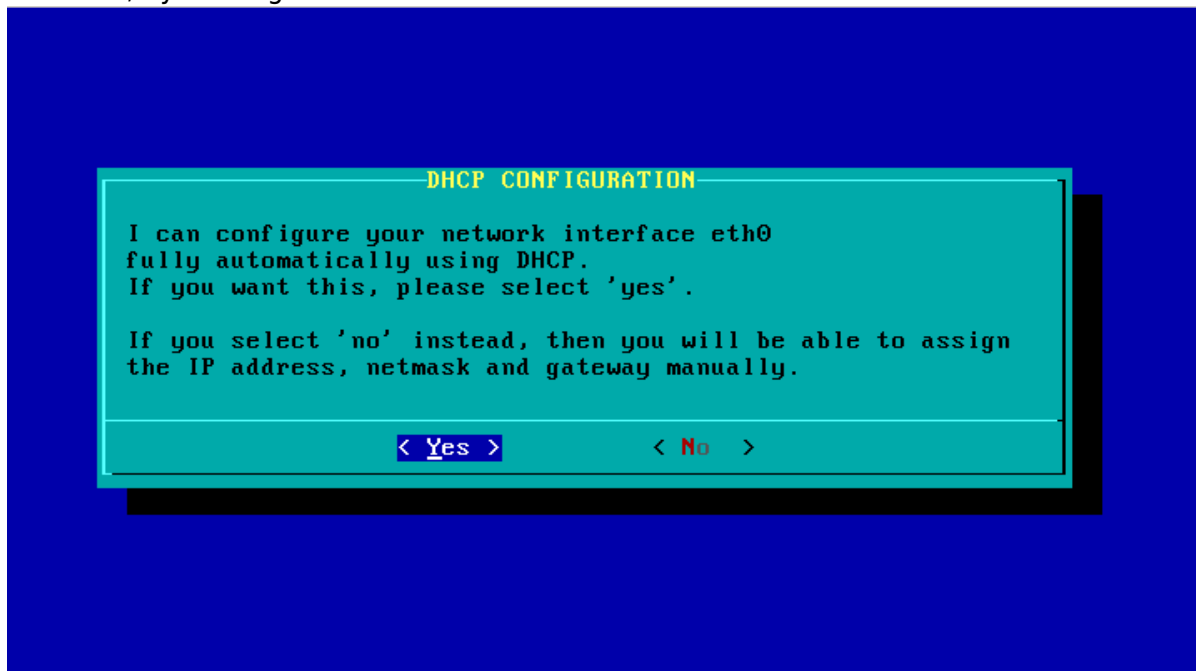 DHCP CONFIGURATION
I can configure your network interface eth0
fully automatically using DHCP.
If you want this, please select 'yes'.
If you select 'no' instead, then you will be able to assign
the IP address, netmask and gateway manually.
< Yes > < No >